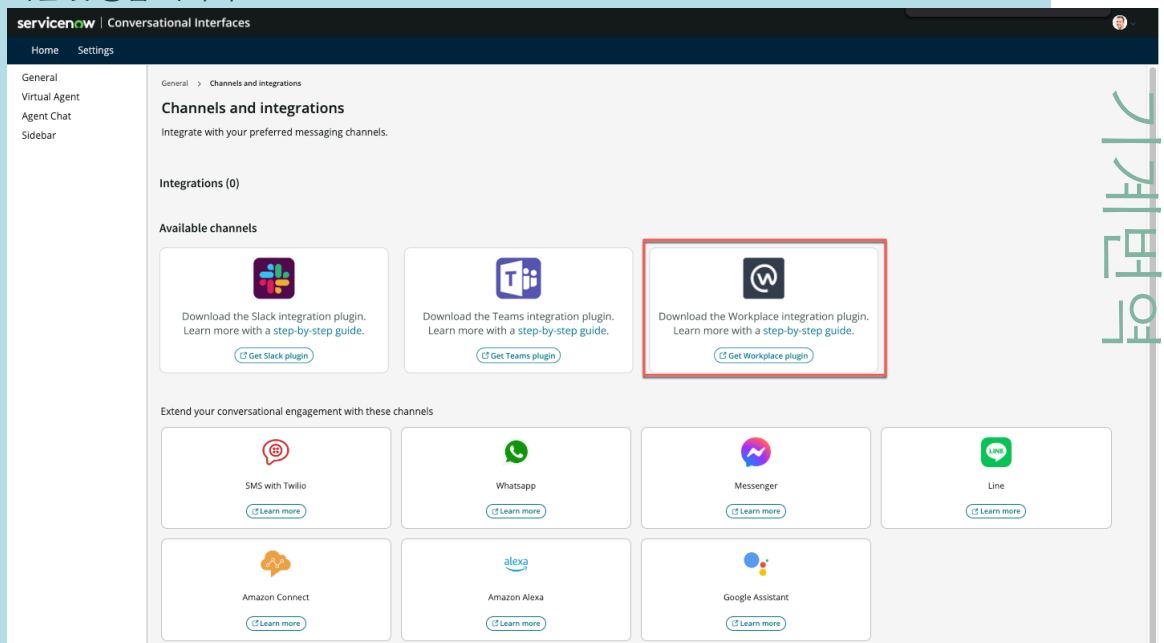 servicenow | Conversational Interfaces
Home Settings
General
Virtual Agent
Agent Chat
Sidebar
General > Channels and integrations
Channels and integrations
Integrate with your preferred messaging channels.
Integrations (0)
Available channels
Download the Slack integration plugin.
Learn more with a step-by-step guide.
Get Slack plugin
Download the Teams integration plugin.
Learn more with a step-by-step guide.
Get Teams plugin
Download the Workplace integration plugin.
Learn more with a step-by-step guide.
Get Workplace plugin
Extend your conversational engagement with these channels
SMS with Twilio
Learn more
Whatsapp
Learn more
Messenger
Learn more
LINE
Line
Learn more
Amazon Connect
Learn more
alexa
Amazon Alexa
Learn more
Google Assistant
Learn more
기계번역